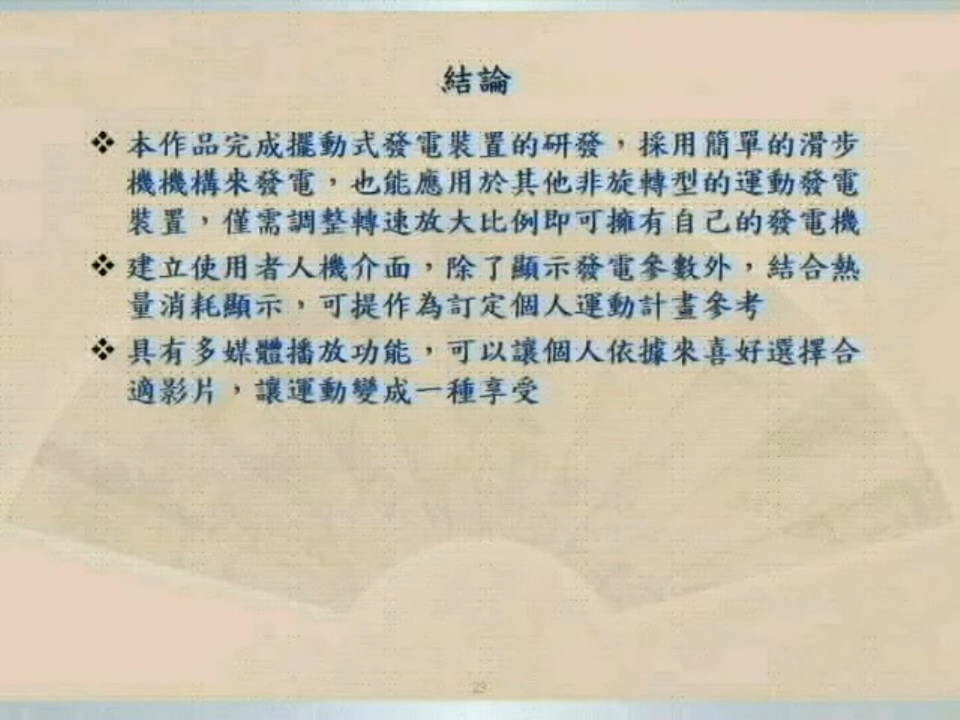 結論
❖ 本作品完成擺動式發電裝置的研發，採用簡單的滑步
機機構來發電，也能應用於其他非旋轉型的運動發電
裝置，僅需調整轉速放大比例即可擁有自己的發電機
❖ 建立使用者人機介面，除了顯示發電參數外，結合熱
量消耗顯示，可提作為訂定個人運動計畫參考
❖ 具有多媒體播放功能，可以讓個人依據來喜好選擇合
適影片，讓運動變成一種享受
23